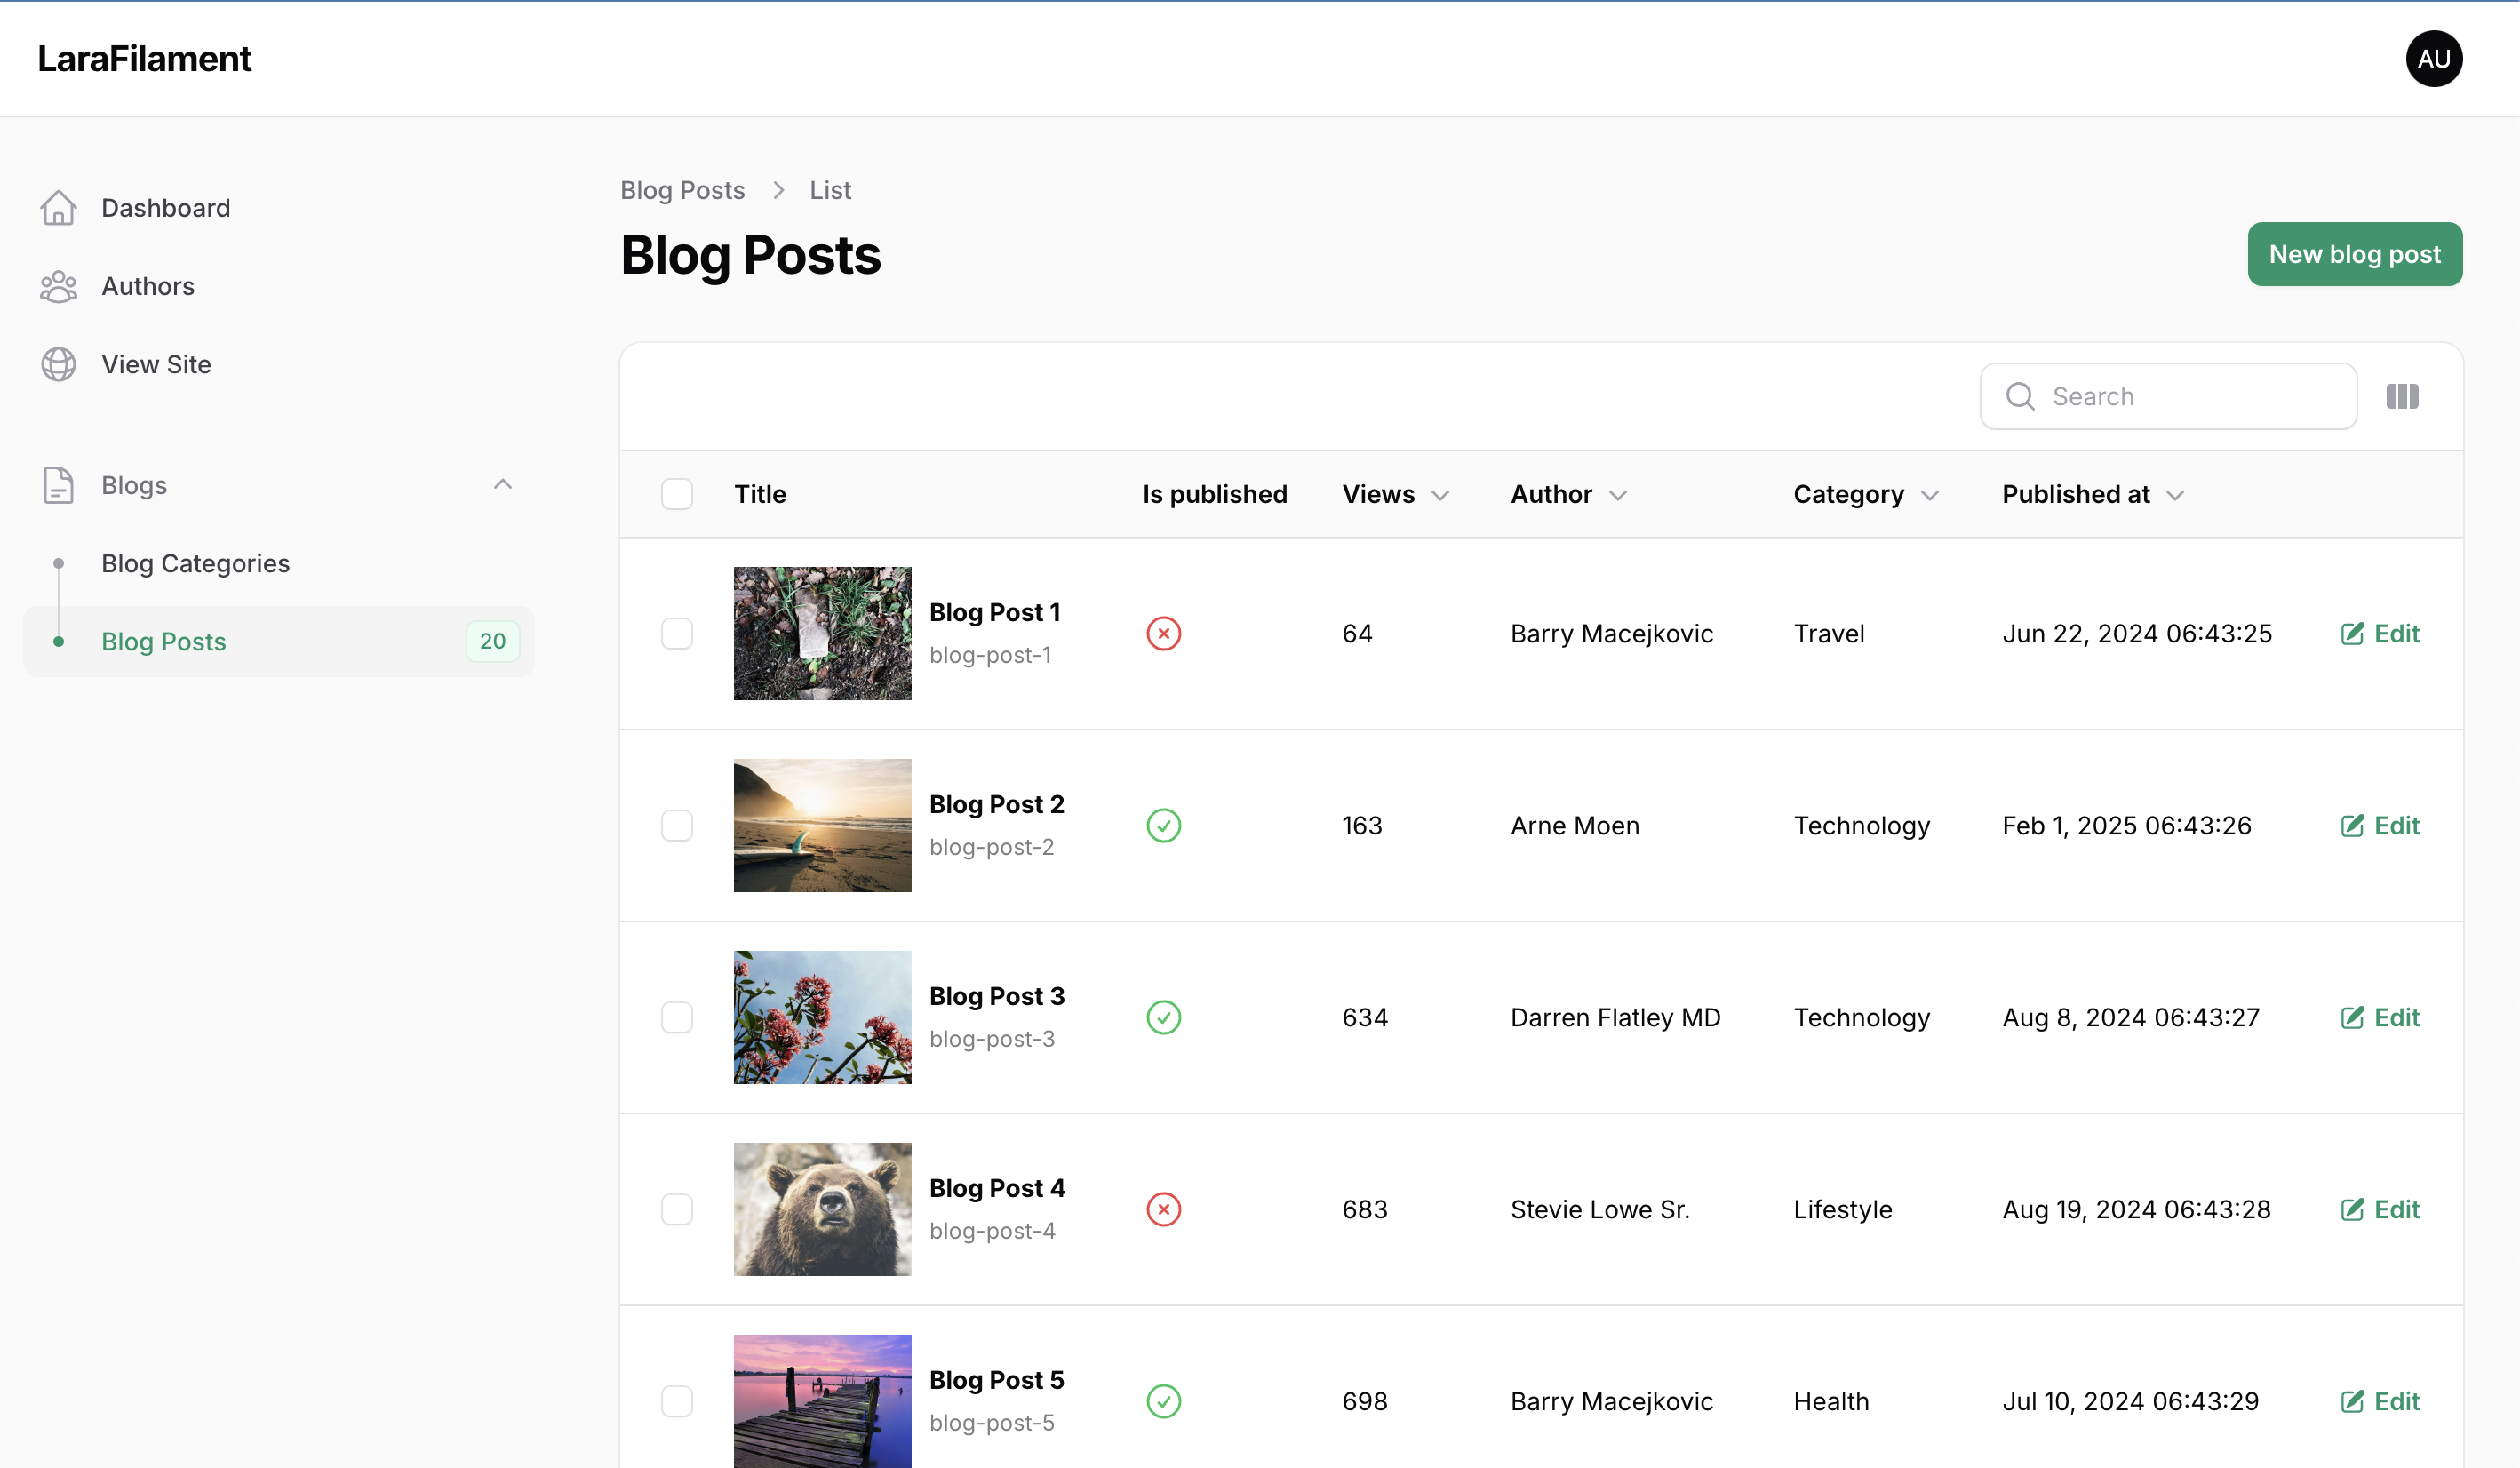 LaraFilament
AU
Dashboard
Authors
View Site
Blogs
Blog Categories
Blog Posts 20
Blog Posts > List
Blog Posts
New blog post
Search
Title Is published Views Author Category Published at
Blog Post 1
blog-post-1
64 Barry Macejkovic Travel Jun 22, 2024 06:43:25 Edit
Blog Post 2
blog-post-2
163 Arne Moen Technology Feb 1, 2025 06:43:26 Edit
Blog Post 3
blog-post-3
634 Darren Flatley MD Technology Aug 8, 2024 06:43:27 Edit
Blog Post 4
blog-post-4
683 Stevie Lowe Sr. Lifestyle Aug 19, 2024 06:43:28 Edit
Blog Post 5
blog-post-5
698 Barry Macejkovic Health Jul 10, 2024 06:43:29 Edit